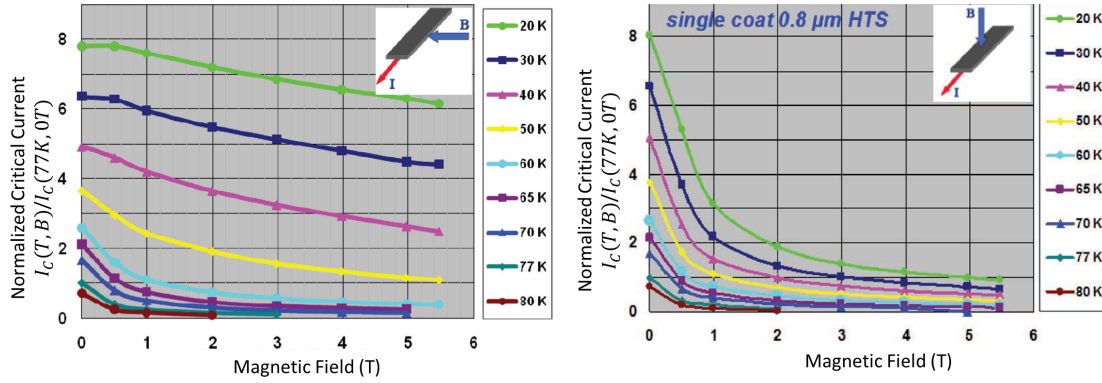 Normalized Critical Current
I_C(T, B)/I_C(77K, 0T)
8
6
4
2
0
0 1 2 3 4 5 6
Magnetic Field (T)
B
I
20 K
30 K
40 K
50 K
60 K
65 K
70 K
77 K
80 K
single coat 0.8 µm HTS
Normalized Critical Current
I_C(T, B)/I_C(77K, 0T)
8
6
4
2
0
0 1 2 3 4 5 6
Magnetic Field (T)
B
I
20 K
30 K
40 K
50 K
60 K
65 K
70 K
77 K
80 K